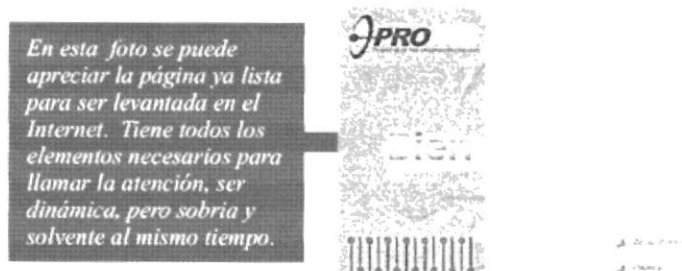 En esta foto se puede
apreciar la página ya lista
para ser levantada en el
Internet. Tiene todos los
elementos necesarios para
llamar la atención, ser
dinámica, pero sobria y
solvente al mismo tiempo.
PRO
Bien